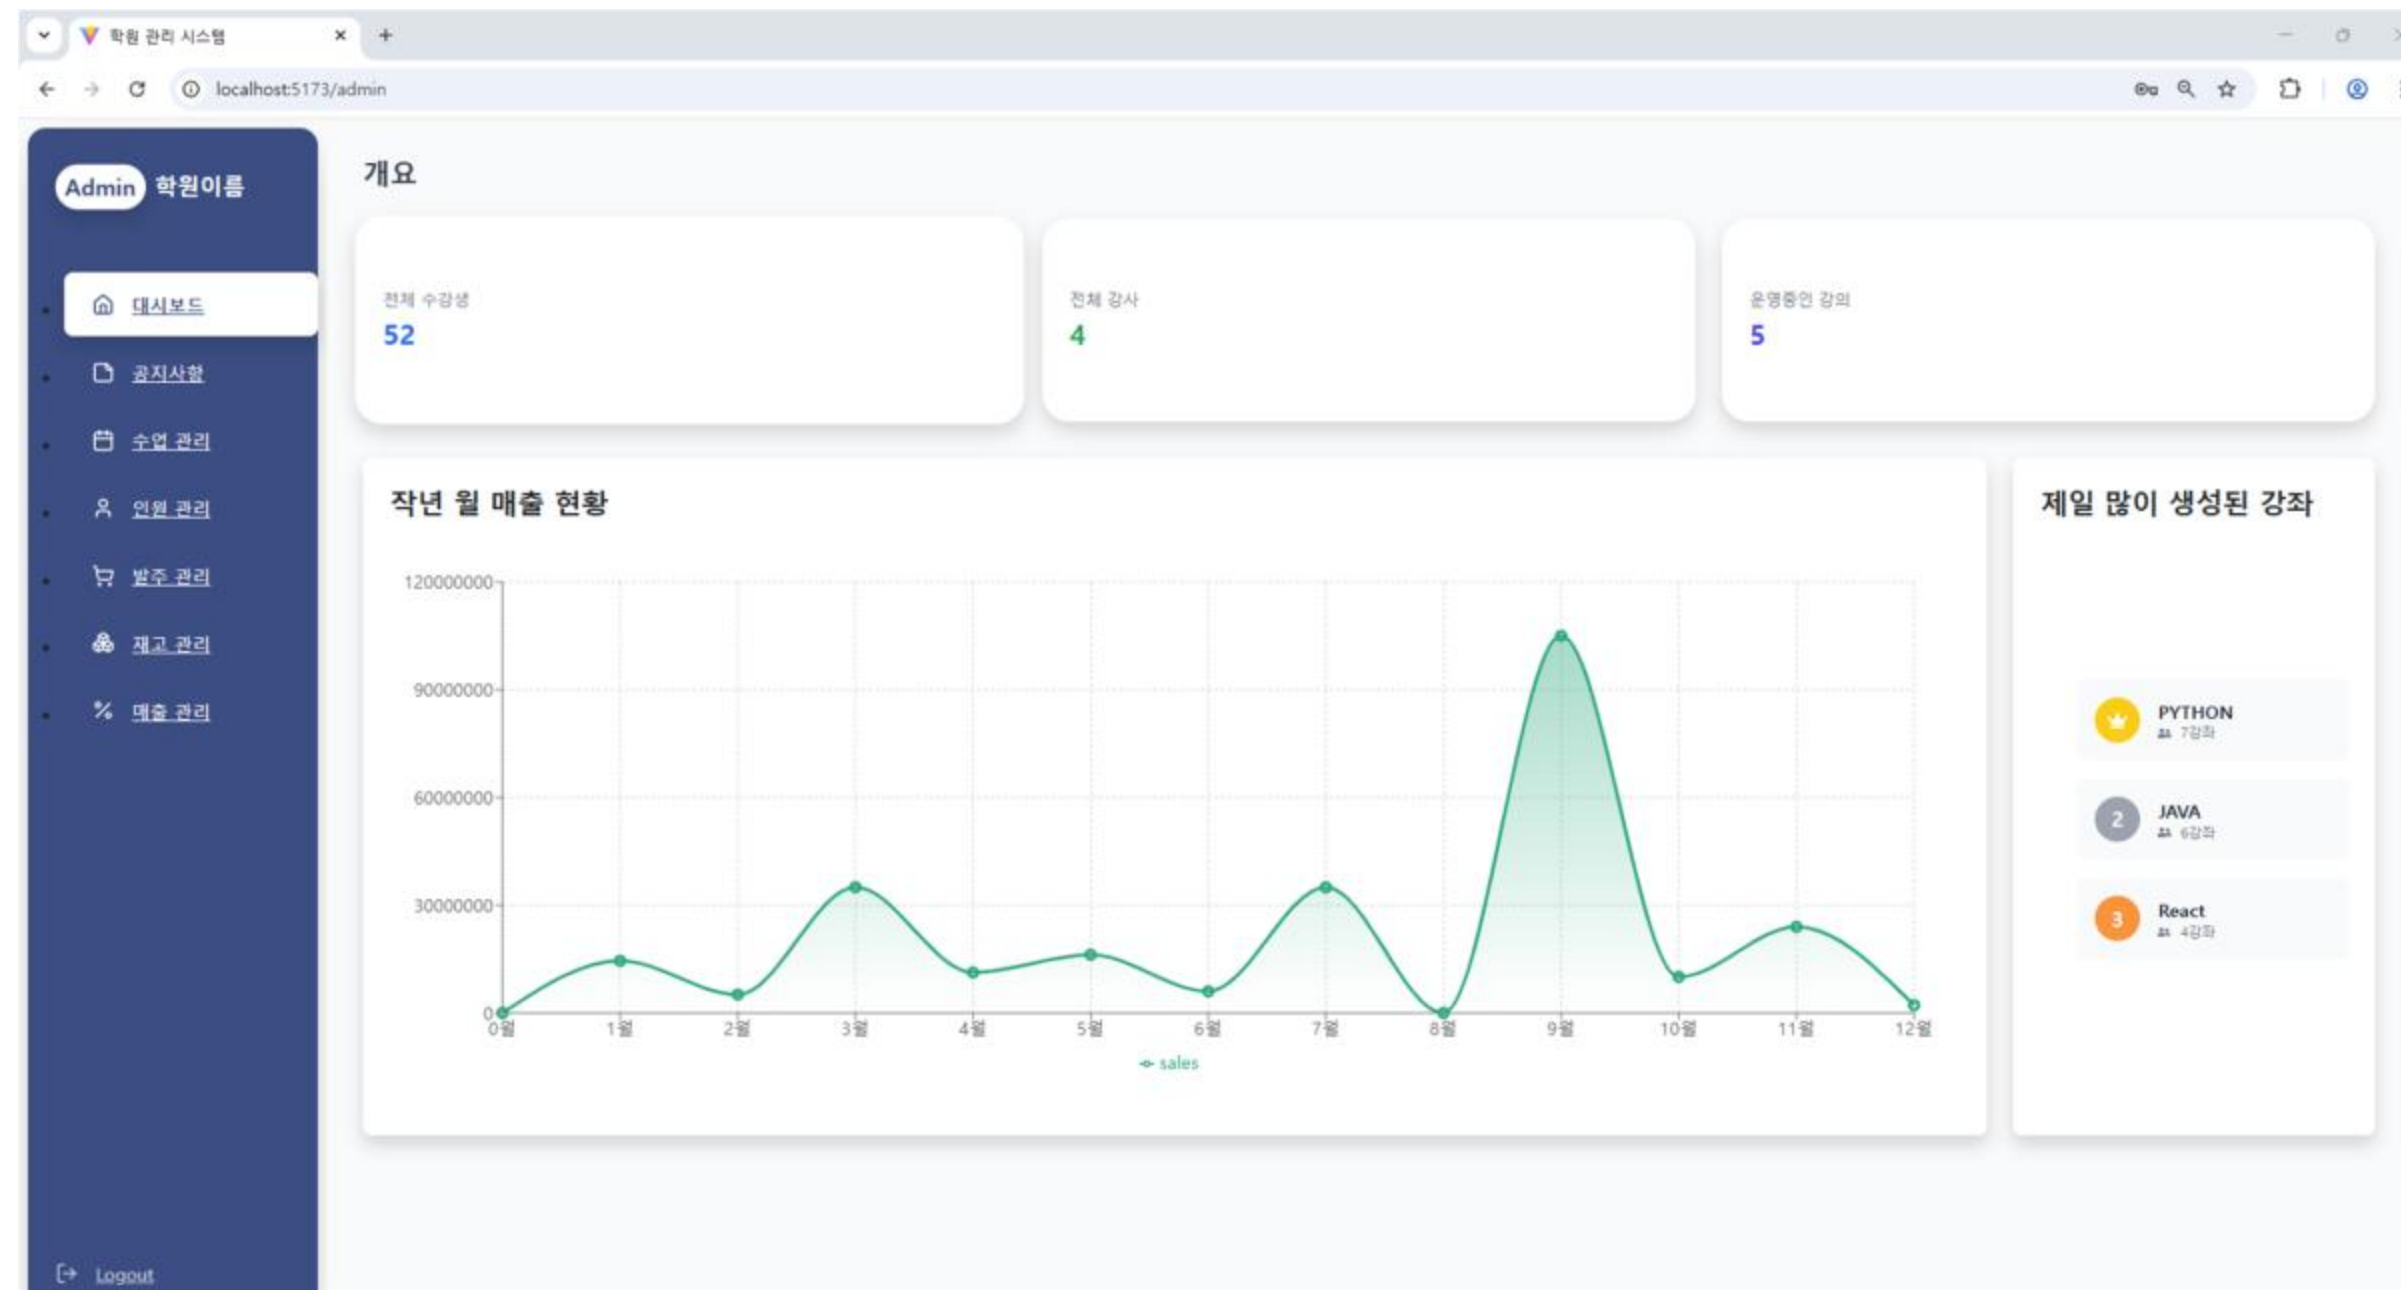 학원 관리 시스템
localhost:5173/admin
Admin 학원이름
대시보드
공지사항
수업 관리
인원 관리
발주 관리
재고 관리
매출 관리
Logout
개요
전체 수강생
52
전체 강사
4
운영중인 강의
5
작년 월 매출 현황
120000000
90000000
60000000
30000000
0
0월 1월 2월 3월 4월 5월 6월 7월 8월 9월 10월 11월 12월
sales
제일 많이 생성된 강좌
PYTHON
7강좌
2
JAVA
6강좌
3
React
4강좌